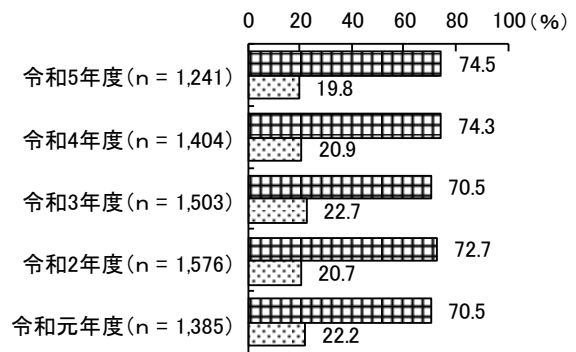 0 20 40 60 80 100 (%)
令和5年度(n = 1,241) 74.5
19.8
令和4年度(n = 1,404) 74.3
20.9
令和3年度(n = 1,503) 70.5
22.7
令和2年度(n = 1,576) 72.7
20.7
令和元年度(n = 1,385) 70.5
22.2